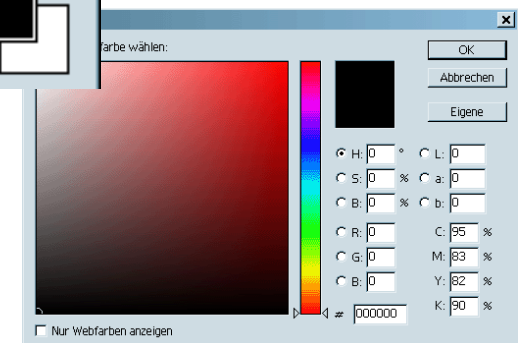 farbe wählen:
OK
Abbrechen
Eigene
H: 0 ° L: 0
S: 0 % a: 0
B: 0 % b: 0
R: 0 C: 95 %
G: 0 M: 83 %
B: 0 Y: 82 %
# 000000 K: 90 %
Nur Webfarben anzeigen